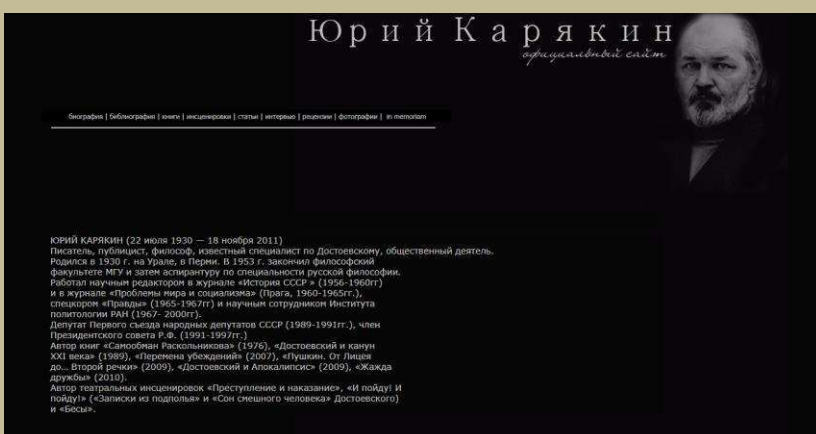 Юрий Карякин
официальный сайт
биография | библиография | книги | инсценировки | статьи | интервью | рецензии | фотографии | in memoriam
ЮРИЙ КАРЯКИН (22 июля 1930 — 18 ноября 2011)
Писатель, публицист, философ, известный специалист по Достоевскому, общественный деятель.
Родился в 1930 г. на Урале, в Перми. В 1953 г. закончил философский
факультете МГУ и затем аспирантуру по специальности русской философии.
Работал научным редактором в журнале «История СССР » (1956-1960гг)
и в журнале «Проблемы мира и социализма» (Прага, 1960-1965гг.),
спецкором «Правды» (1965-1967гг) и научным сотрудником Института
политологии РАН (1967- 2000гг).
Депутат Первого съезда народных депутатов СССР (1989-1991гг.), член
Президентского совета Р.Ф. (1991-1997гг.)
Автор книг «Самообман Раскольникова» (1976), «Достоевский и канун
XXI века» (1989), «Перемена убеждений» (2007), «Пушкин. От Лицея
до... Второй речки» (2009), «Достоевский и Апокалипсис» (2009), «Жажда
дружбы» (2010).
Автор театральных инсценировок «Преступление и наказание», «И пойду! И
пойду!» («Записки из подполья» и «Сон смешного человека» Достоевского)
и «Бесы».